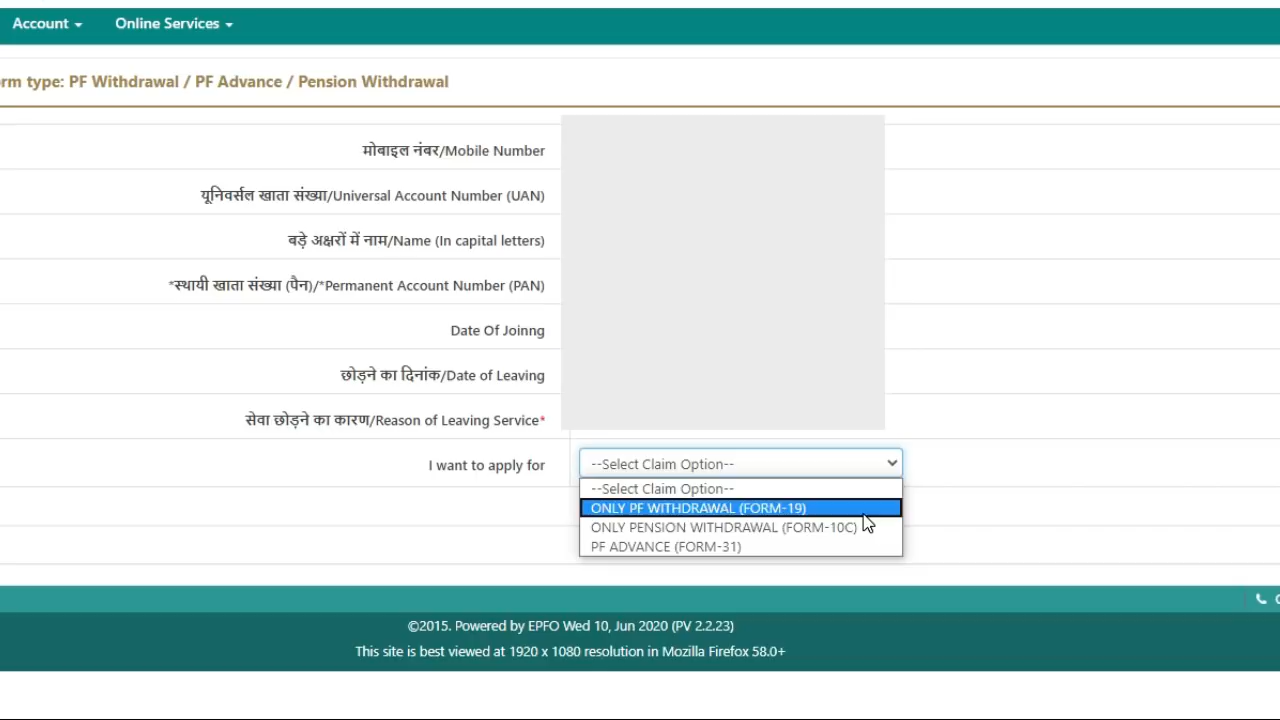 Account
Online Services
rm type: PF Withdrawal / PF Advance / Pension Withdrawal
मोबाइल नंबर/Mobile Number
यूनिवर्सल खाता संख्या/Universal Account Number (UAN)
बड़े अक्षरों में नाम/Name (In capital letters)
*स्थायी खाता संख्या (पैन)/*Permanent Account Number (PAN)
Date Of Joinng
छोड़ने का दिनांक/Date of Leaving
सेवा छोड़ने का कारण/Reason of Leaving Service*
I want to apply for
--Select Claim Option--
--Select Claim Option--
ONLY PF WITHDRAWAL (FORM-19)
ONLY PENSION WITHDRAWAL (FORM-10C)
PF ADVANCE (FORM-31)
©2015. Powered by EPFO Wed 10, Jun 2020 (PV 2.2.23)
This site is best viewed at 1920 x 1080 resolution in Mozilla Firefox 58.0+